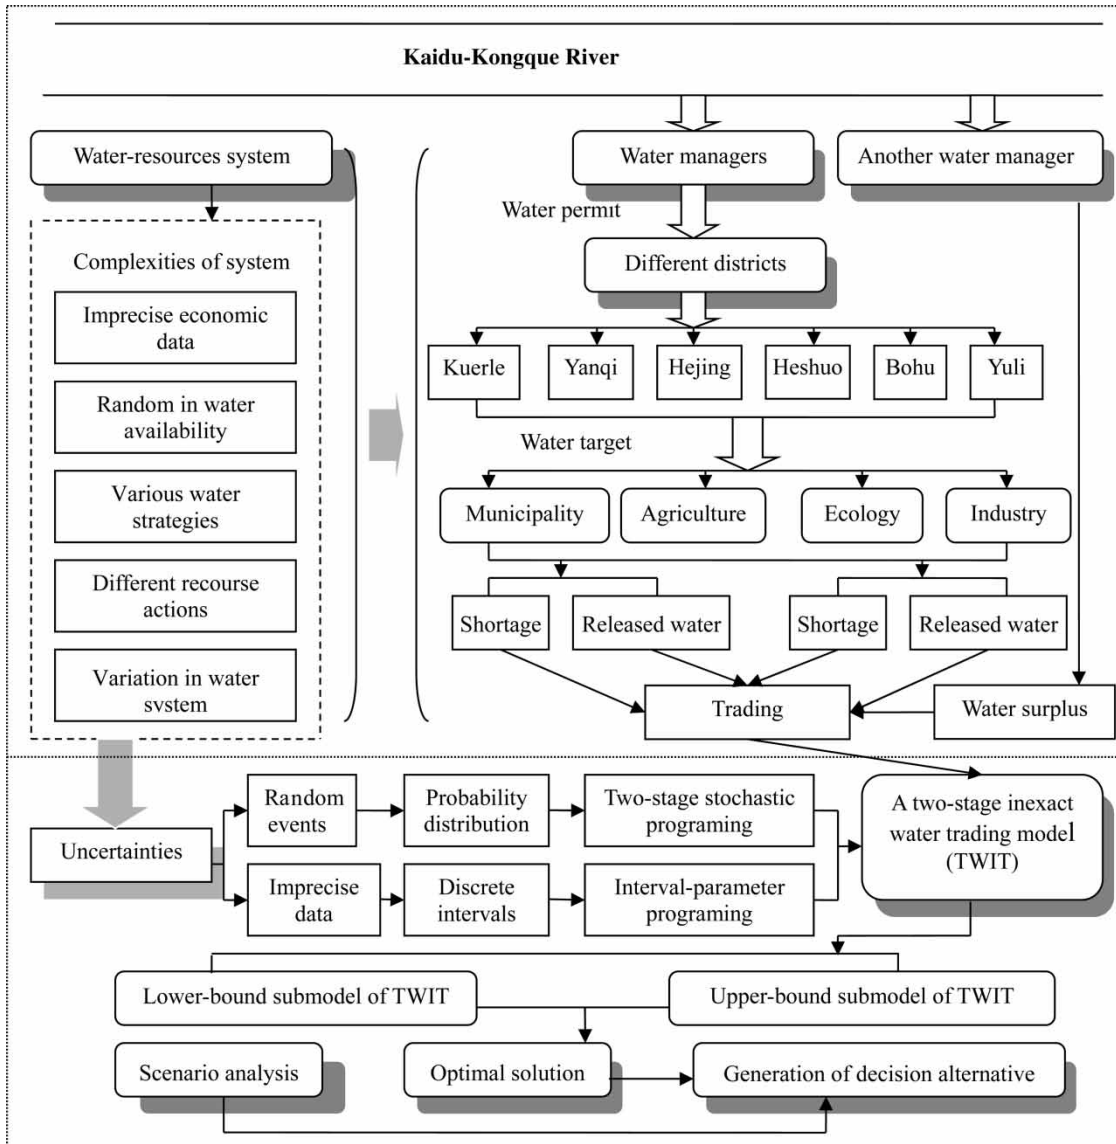 Kaidu-Kongque River
Water-resources system
Water managers
Another water manager
Water permit
Complexities of system
Different districts
Imprecise economic
data
Kuerle
Yanqi
Hejing
Heshuo
Bohu
Yuli
Random in water
availability
Water target
Various water
strategies
Municipality
Agriculture
Ecology
Industry
Different recourse
actions
Shortage
Released water
Shortage
Released water
Variation in water
system
Trading
Water surplus
Random
events
Probability
distribution
Two-stage stochastic
programing
A two-stage inexact
water trading model
(TWIT)
Uncertainties
Imprecise
data
Discrete
intervals
Interval-parameter
programing
Lower-bound submodel of TWIT
Upper-bound submodel of TWIT
Scenario analysis
Optimal solution
Generation of decision alternative